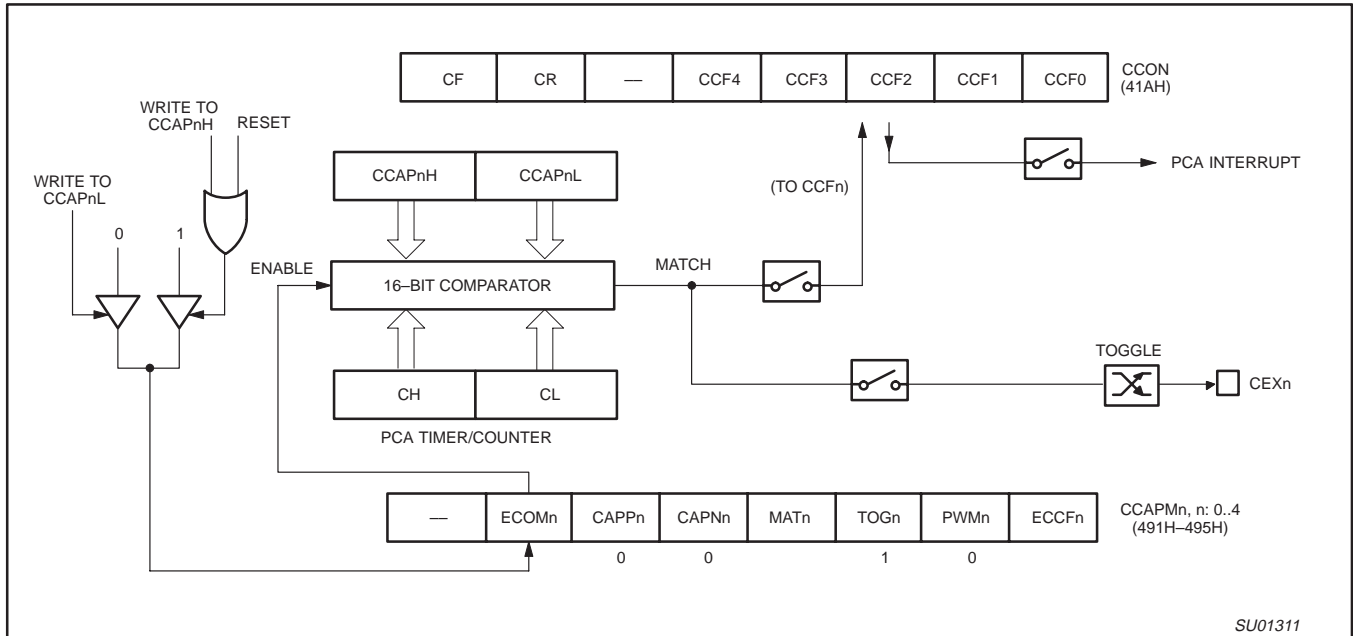 CF CR — CCF4 CCF3 CCF2 CCF1 CCF0
CCON
(41AH)
WRITE TO
CCAPnH
RESET
WRITE TO
CCAPnL
0
1
CCAPnH CCAPnL
(TO CCFn)
PCA INTERRUPT
ENABLE
16–BIT COMPARATOR
MATCH
TOGGLE
CEXn
CH CL
PCA TIMER/COUNTER
— ECOMn CAPPn CAPNn MATn TOGn PWMn ECCFn
CCAPMn, n: 0..4
(491H–495H)
0 0 1 0
SU01311